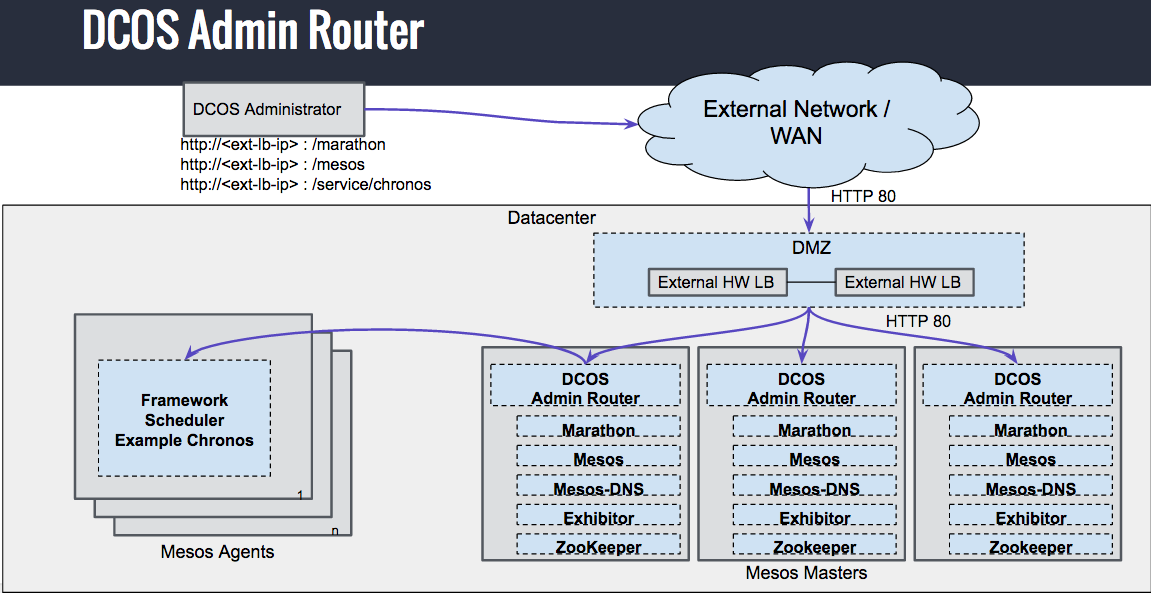 DCOS Admin Router
DCOS Administrator
http://<ext-lb-ip> : /marathon
http://<ext-lb-ip> : /mesos
http://<ext-lb-ip> : /service/chronos
External Network /
WAN
HTTP 80
Datacenter
DMZ
External HW LB
External HW LB
HTTP 80
Framework
Scheduler
Example Chronos
1
n
Mesos Agents
DCOS
Admin Router
Marathon
Mesos
Mesos-DNS
Exhibitor
ZooKeeper
DCOS
Admin Router
Marathon
Mesos
Mesos-DNS
Exhibitor
Zookeeper
DCOS
Admin Router
Marathon
Mesos
Mesos-DNS
Exhibitor
Zookeeper
Mesos Masters